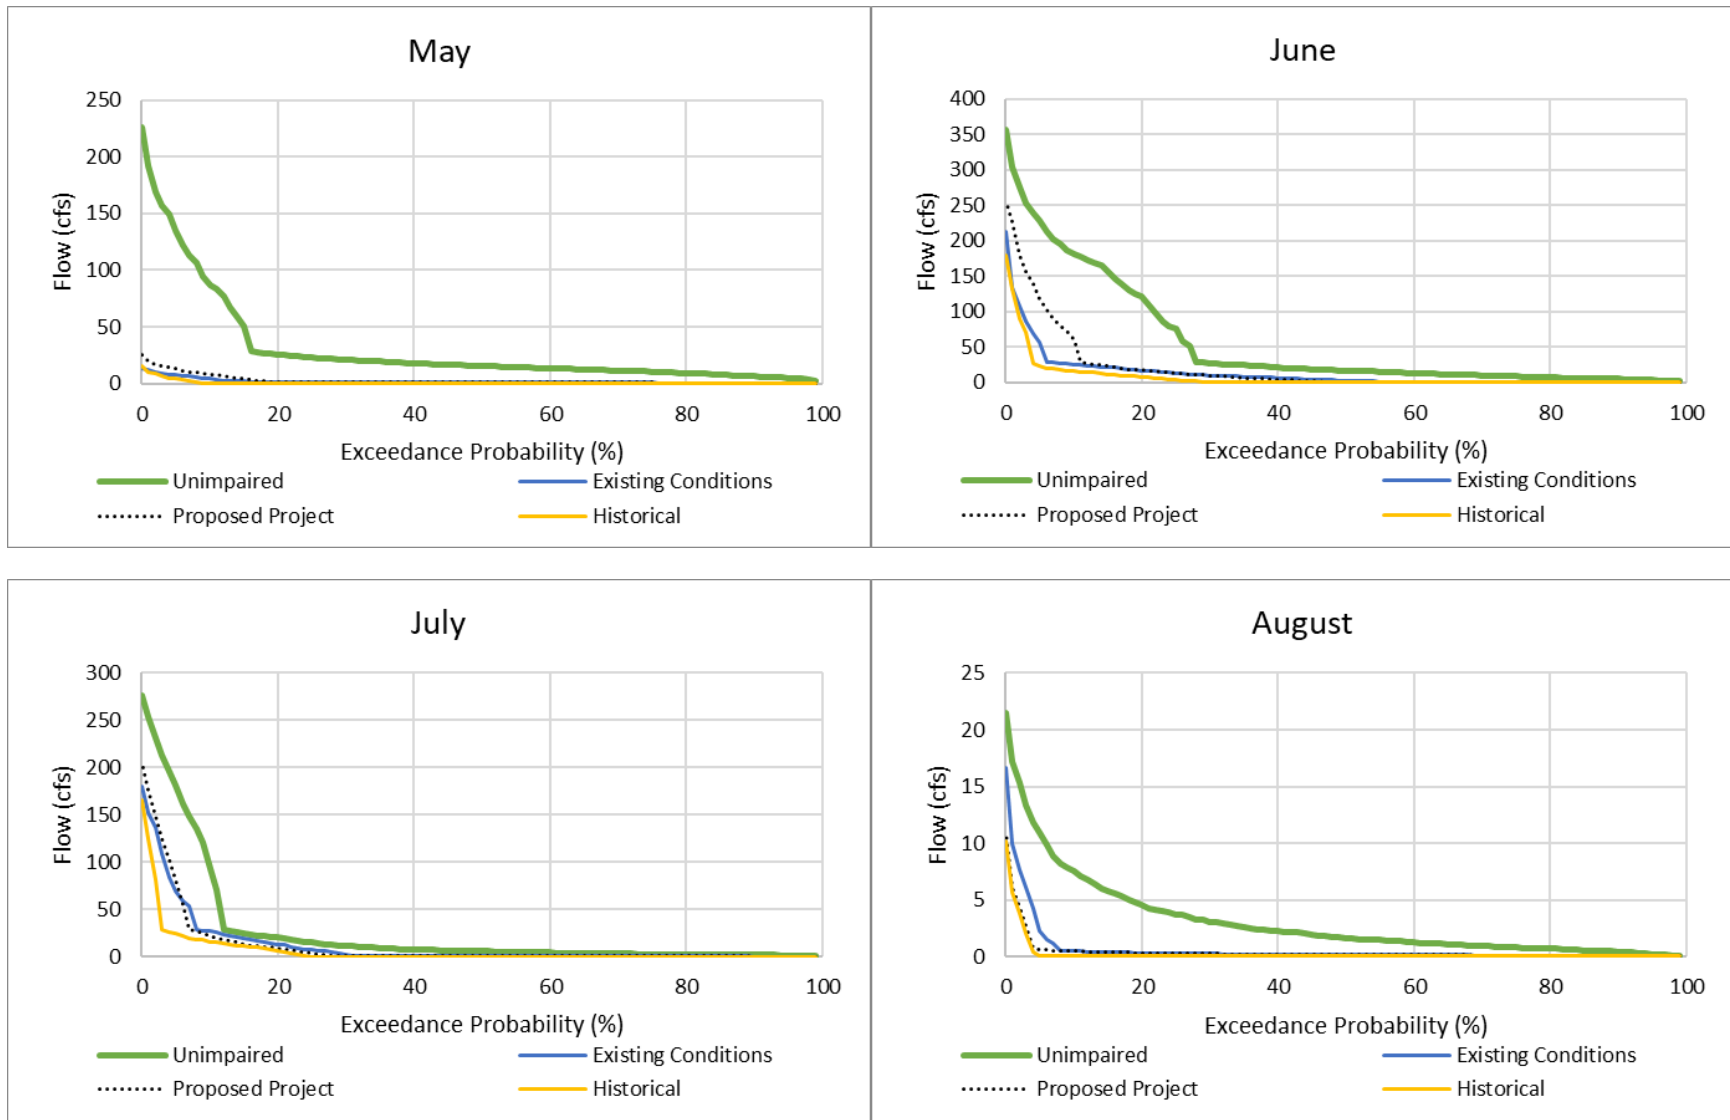 May
250
200
150
100
50
0
Flow (cfs)
0 20 40 60 80 100
Exceedance Probability (%)
Unimpaired Existing Conditions
Proposed Project Historical
June
400
350
300
250
200
150
100
50
0
Flow (cfs)
0 20 40 60 80 100
Exceedance Probability (%)
Unimpaired Existing Conditions
Proposed Project Historical
July
300
250
200
150
100
50
0
Flow (cfs)
0 20 40 60 80 100
Exceedance Probability (%)
Unimpaired Existing Conditions
Proposed Project Historical
August
25
20
15
10
5
0
Flow (cfs)
0 20 40 60 80 100
Exceedance Probability (%)
Unimpaired Existing Conditions
Proposed Project Historical